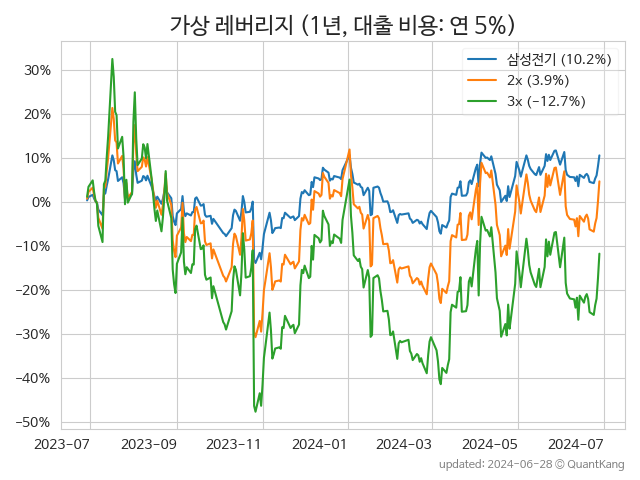 가상 레버리지 (1년, 대출 비용: 연 5%)
삼성전기 (10.2%)
2x (3.9%)
3x (−12.7%)
30%
20%
10%
0%
−10%
−20%
−30%
−40%
−50%
2023-07 2023-09 2023-11 2024-01 2024-03 2024-05 2024-07
updated: 2024-06-28 © QuantKang